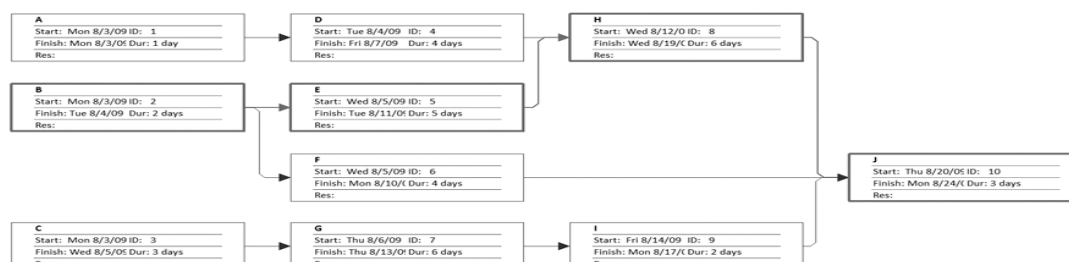 A
Start: Mon 8/3/09 ID: 1
Finish: Mon 8/3/09 Dur: 1 day
Res:
D
Start: Tue 8/4/09 ID: 4
Finish: Fri 8/7/09 Dur: 4 days
Res:
H
Start: Wed 8/12/0 ID: 8
Finish: Wed 8/19/0 Dur: 6 days
Res:
B
Start: Mon 8/3/09 ID: 2
Finish: Tue 8/4/09 Dur: 2 days
Res:
E
Start: Wed 8/5/09 ID: 5
Finish: Tue 8/11/09 Dur: 5 days
Res:
F
Start: Wed 8/5/09 ID: 6
Finish: Mon 8/10/0 Dur: 4 days
Res:
J
Start: Thu 8/20/09 ID: 10
Finish: Mon 8/24/0 Dur: 3 days
Res:
C
Start: Mon 8/3/09 ID: 3
Finish: Wed 8/5/09 Dur: 3 days
G
Start: Thu 8/6/09 ID: 7
Finish: Thu 8/13/09 Dur: 6 days
I
Start: Fri 8/14/09 ID: 9
Finish: Mon 8/17/0 Dur: 2 days